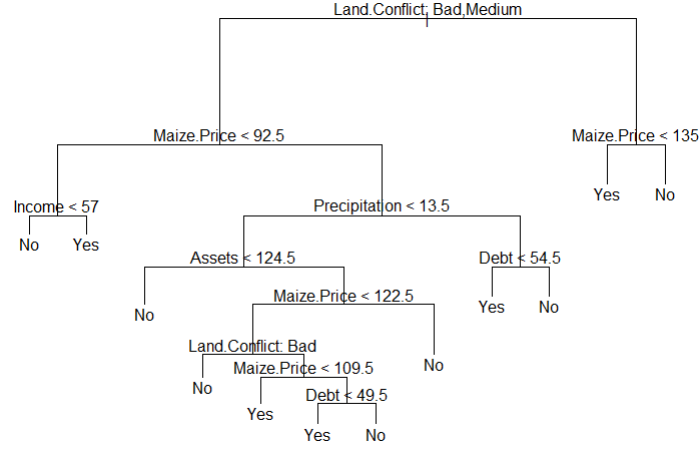 Land.Conflict: Bad,Medium
Maize.Price < 92.5
Maize.Price < 135
Yes
No
Income < 57
No
Yes
Precipitation < 13.5
Assets < 124.5
Debt < 54.5
No
Yes
No
Maize.Price < 122.5
Land.Conflict: Bad
No
No
Maize.Price < 109.5
Yes
Debt < 49.5
Yes
No